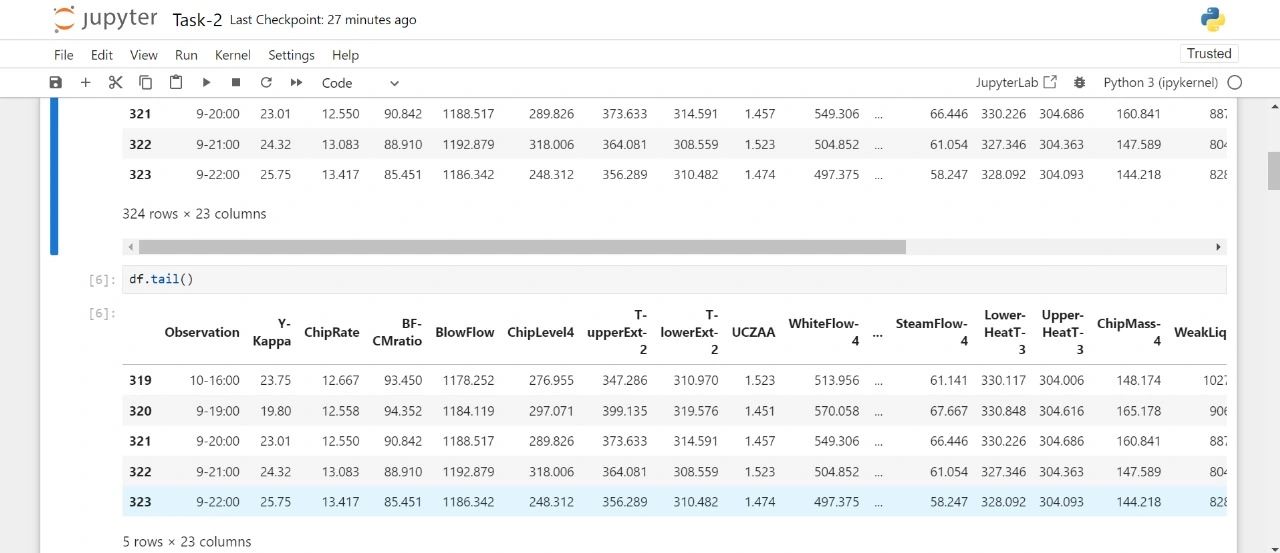 jupyter Task-2 Last Checkpoint: 27 minutes ago
File Edit View Run Kernel Settings Help Trusted
Code JupyterLab Python 3 (ipykernel)
321 9-20:00 23.01 12.550 90.842 1188.517 289.826 373.633 314.591 1.457 549.306 ... 66.446 330.226 304.686 160.841
322 9-21:00 24.32 13.083 88.910 1192.879 318.006 364.081 308.559 1.523 504.852 ... 61.054 327.346 304.363 147.589
323 9-22:00 25.75 13.417 85.451 1186.342 248.312 356.289 310.482 1.474 497.375 ... 58.247 328.092 304.093 144.218
324 rows × 23 columns
[6]: df.tail()
[6]:
Observation Y-Kappa ChipRate BF-CMratio BlowFlow ChipLevel4 T-upperExt-2 T-lowerExt-2 UCZAA WhiteFlow-4 ... SteamFlow-4 Lower-HeatT-3 Upper-HeatT-3 ChipMass-4 WeakLiq
319 10-16:00 23.75 12.667 93.450 1178.252 276.955 347.286 310.970 1.523 513.956 ... 61.141 330.117 304.006 148.174 1027
320 9-19:00 19.80 12.558 94.352 1184.119 297.071 399.135 319.576 1.451 570.058 ... 67.667 330.848 304.616 165.178
321 9-20:00 23.01 12.550 90.842 1188.517 289.826 373.633 314.591 1.457 549.306 ... 66.446 330.226 304.686 160.841
322 9-21:00 24.32 13.083 88.910 1192.879 318.006 364.081 308.559 1.523 504.852 ... 61.054 327.346 304.363 147.589
323 9-22:00 25.75 13.417 85.451 1186.342 248.312 356.289 310.482 1.474 497.375 ... 58.247 328.092 304.093 144.218
5 rows × 23 columns